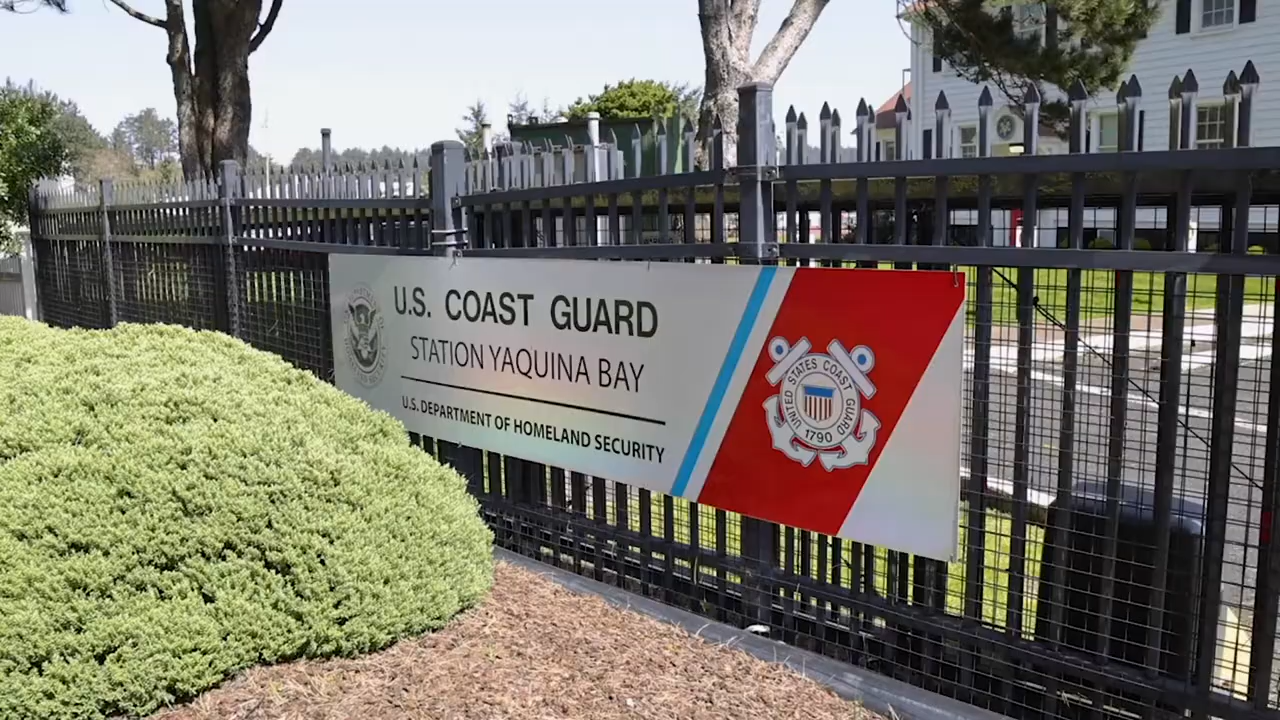 U.S. COAST GUARD
STATION YAQUINA BAY
U.S. DEPARTMENT OF HOMELAND SECURITY
UNITED STATES COAST GUARD
1790